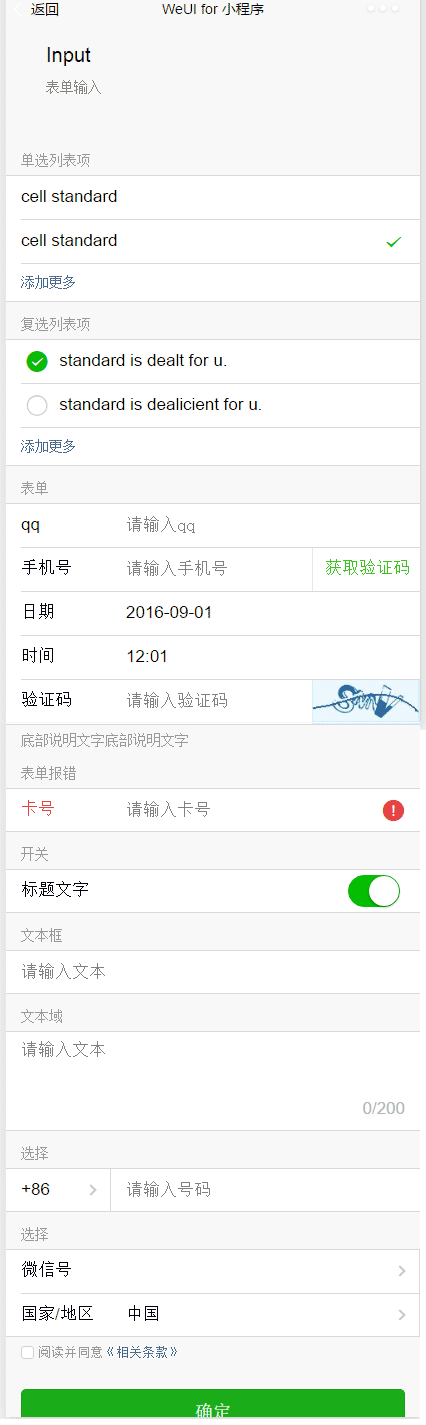 返回 WeUI for 小程序
Input
表单输入
单选列表项
cell standard
cell standard
添加更多
复选列表项
standard is dealt for u.
standard is dealicient for u.
添加更多
表单
qq 请输入qq
手机号 请输入手机号 获取验证码
日期 2016-09-01
时间 12:01
验证码 请输入验证码
底部说明文字底部说明文字
表单报错
卡号 请输入卡号
开关
标题文字
文本框
请输入文本
文本域
请输入文本
0/200
选择
+86 请输入号码
选择
微信号
国家/地区 中国
阅读并同意《相关条款》
确定